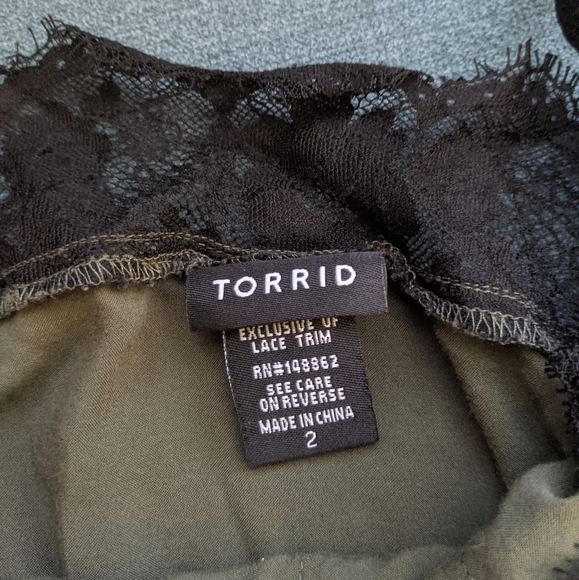 TORRID
EXCLUSIVE OF
LACE TRIM
RN#148862
SEE CARE
ON REVERSE
MADE IN CHINA
2